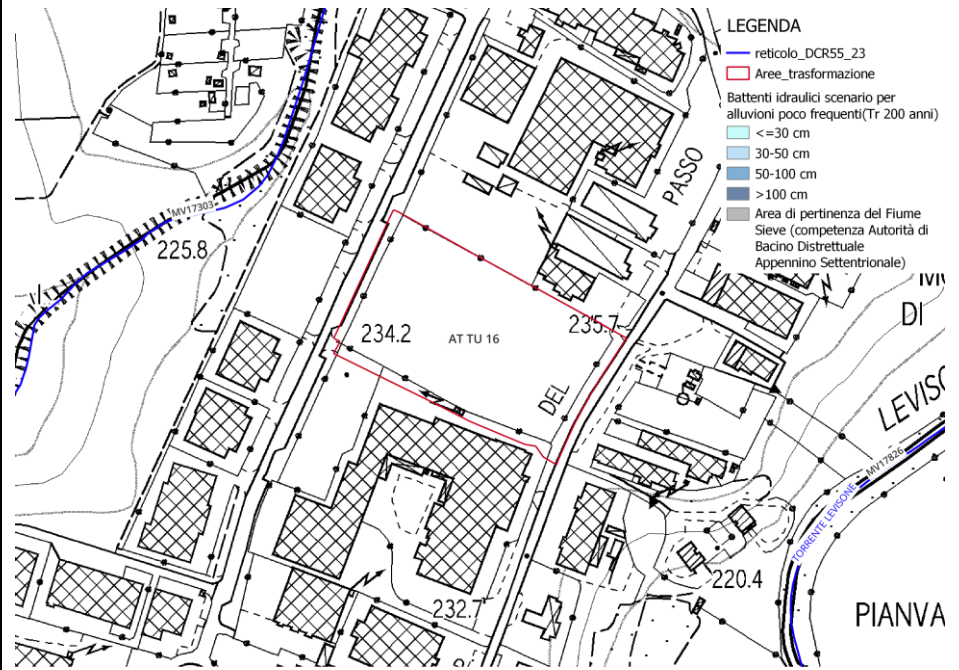 LEGENDA
reticolo_DCR55_23
Aree_trasformazione
Battenti idraulici scenario per
alluvioni poco frequenti(Tr 200 anni)
<=30 cm
30-50 cm
50-100 cm
>100 cm
Area di pertinenza del Fiume
Sieve (competenza Autorità di
Bacino Distrettuale
Appennino Settentrionale)
PASSO
MV17303
225.8
DI
234.2
AT TU 16
235.7
DEL
LEVISO
MV17826
TORRENTE LEVISONE
220.4
232.7
PIANVA